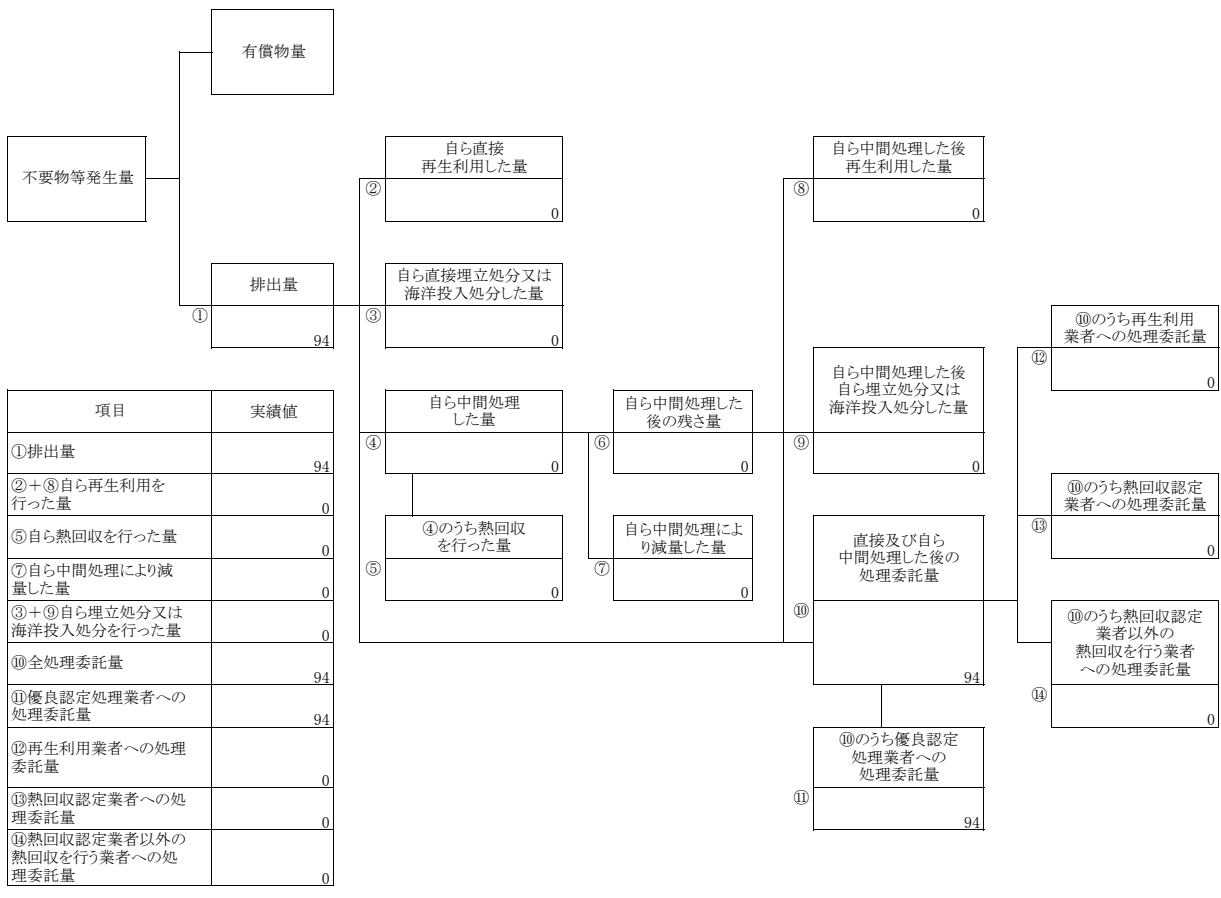 有償物量
不要物等発生量
排出量
①
94
自ら直接
再生利用した量
②
0
自ら直接埋立処分又は
海洋投入処分した量
③
0
自ら中間処理
した量
④
0
④のうち熱回収
を行った量
⑤
0
自ら中間処理した
後の残さ量
⑥
0
自ら中間処理によ
り減量した量
⑦
0
自ら中間処理した後
再生利用した量
⑧
0
自ら中間処理した後
自ら埋立処分又は
海洋投入処分した量
⑨
0
直接及び自ら
中間処理した後の
処理委託量
⑩
94
⑩のうち優良認定
処理業者への
処理委託量
⑪
94
⑩のうち再生利用
業者への処理委託量
⑫
0
⑩のうち熱回収認定
業者への処理委託量
⑬
0
⑩のうち熱回収認定
業者以外の
熱回収を行う業者
への処理委託量
⑭
0
項目 実績値
①排出量
94
②＋⑧自ら再生利用を
行った量
0
⑤自ら熱回収を行った量
0
⑦自ら中間処理により減
量した量
0
③＋⑨自ら埋立処分又は
海洋投入処分を行った量
0
⑩全処理委託量
94
⑪優良認定処理業者への
処理委託量
94
⑫再生利用業者への処理
委託量
0
⑬熱回収認定業者への処
理委託量
0
⑭熱回収認定業者以外の
熱回収を行う業者への処
理委託量
0